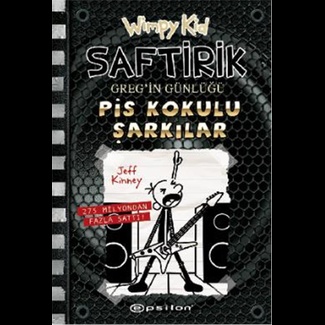 Wimpy Kid
SAFTİRİK
GREG'İN GÜNLÜĞÜ
PİS KOKULU
ŞARKILAR
Jeff
Kinney
275 MİLYONDAN
FAZLA SATTI!
epsilon